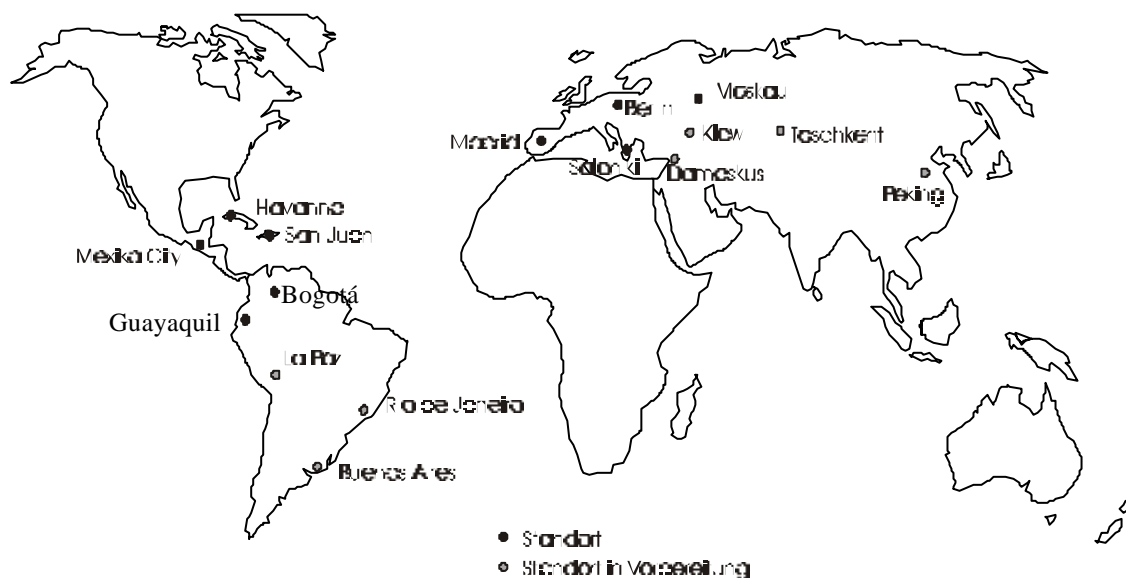 Moskau
Berlin
Kiew
Taschkent
Madrid
Saloniki
Damaskus
Peking
Havanna
San Juan
Mexiko City
Bogotá
Guayaquil
La Paz
Rio de Janeiro
Buenos Aires
Standort
Standort in Vorbereitung